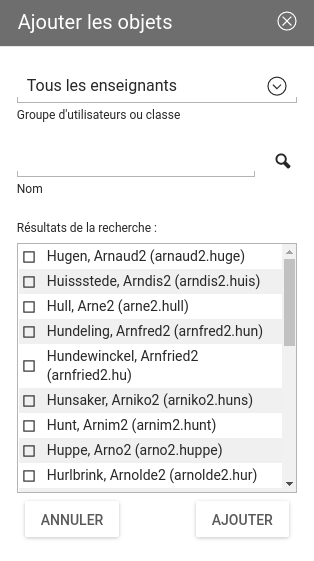 Ajouter les objets
Tous les enseignants
Groupe d'utilisateurs ou classe
Nom
Résultats de la recherche :
Hugen, Arnaud2 (arnaud2.huge)
Huissstede, Arndis2 (arndis2.huis)
Hull, Arne2 (arne2.hull)
Hundeling, Arnfred2 (arnfred2.hun)
Hundewinckel, Arnfried2
(arnfried2.hu)
Hunsaker, Arniko2 (arniko2.huns)
Hunt, Arnim2 (arnim2.hunt)
Huppe, Arno2 (arno2.huppe)
Hurlbrink, Arnolde2 (arnolde2.hur)
ANNULER
AJOUTER